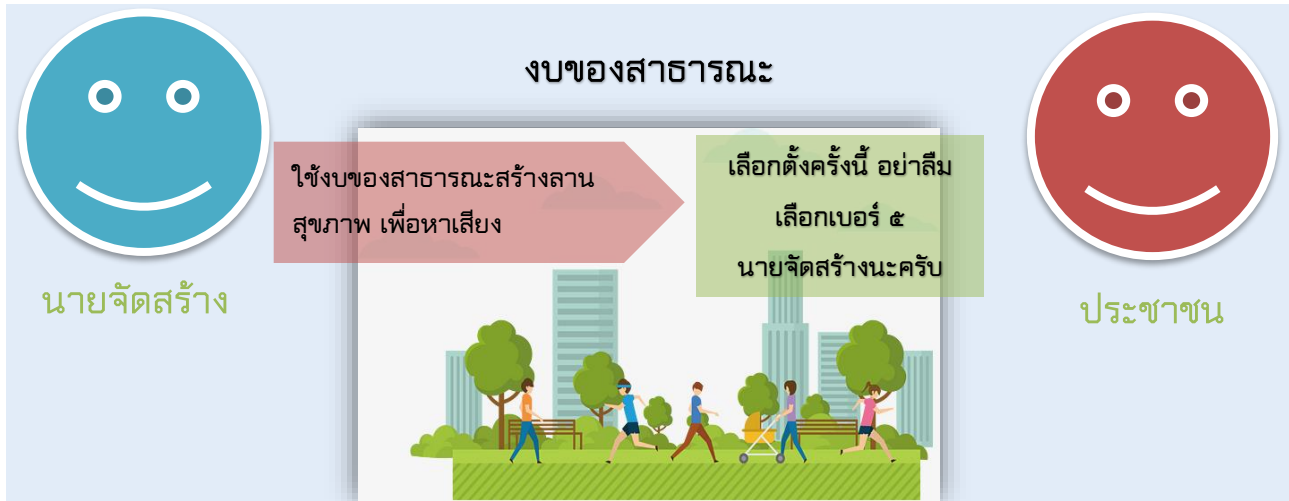 งบของสาธารณะ
ใช้งบของสาธารณะสร้างลาน
สุขภาพ เพื่อหาเสียง
เลือกตั้งครั้งนี้ อย่าลืม
เลือกเบอร์ ๕
นายจัดสร้างนะครับ
นายจัดสร้าง
ประชาชน